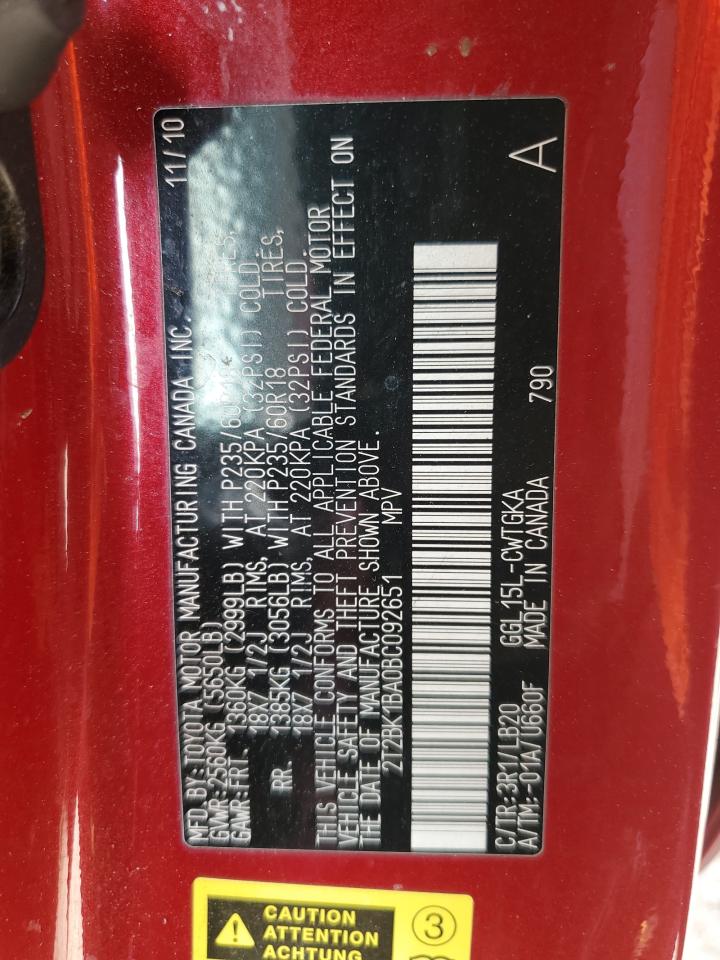 MFD BY:TOYOTA MOTOR MANUFACTURING CANADA INC. 11/10
GVWR:2560KG (5650LB)
GAWR:FRT. 1360KG (2999LB) WITH P235/60R18 TIRES,
18X7 1/2J RIMS, AT 220KPA (32PSI) COLD
RR. 1385KG (3056LB) WITH P235/60R18 TIRES,
18X7 1/2J RIMS, AT 220KPA (32PSI) COLD.
THIS VEHICLE CONFORMS TO ALL APPLICABLE FEDERAL MOTOR
VEHICLE SAFETY AND THEFT PREVENTION STANDARDS IN EFFECT ON
THE DATE OF MANUFACTURE SHOWN ABOVE.
2T2BK1BA0BC092651 MPV
C/TR:3R1/LB20 GGL15L-CWTGKA 790 A
A/TM:-01A/U660F MADE IN CANADA
CAUTION
ATTENTION
ACHTUNG
3